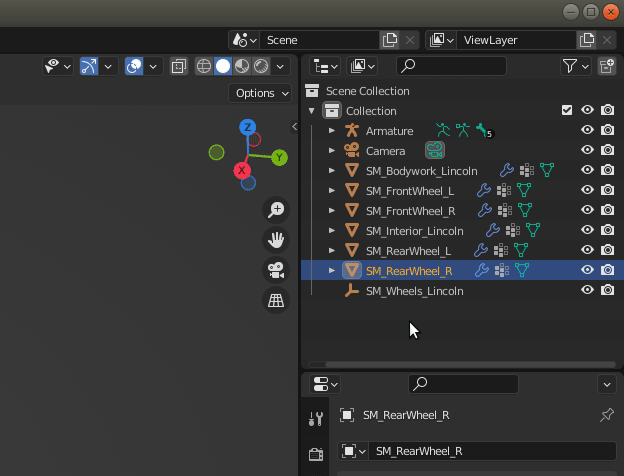 Scene
ViewLayer
Options
Z
Y
X
Scene Collection
Collection
Armature
5
Camera
SM_Bodywork_Lincoln
SM_FrontWheel_L
SM_FrontWheel_R
SM_Interior_Lincoln
SM_RearWheel_L
SM_RearWheel_R
SM_Wheels_Lincoln
SM_RearWheel_R
SM_RearWheel_R